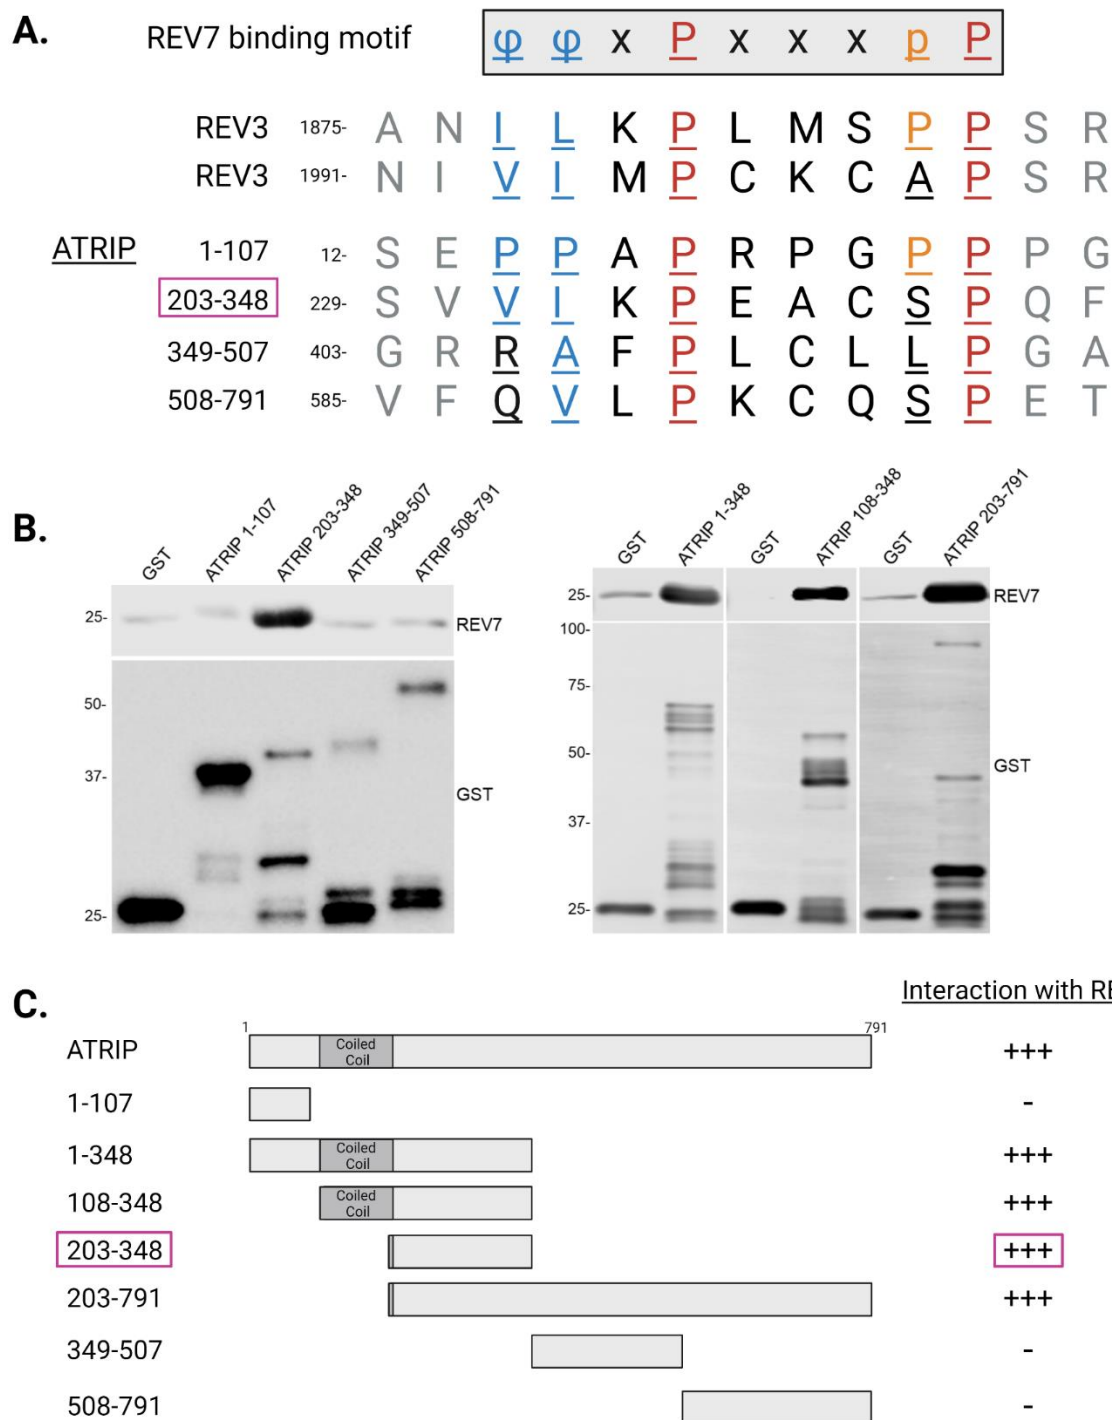 A.
REV7 binding motif φ φ x P x x x p P
REV3 1875- A N I L K P L M S P P S R
REV3 1991- N I V I M P C K C A P S R
ATRIP 1-107 12- S E P P A P R P G P P P G
203-348 229- S V V I K P E A C S P Q F
349-507 403- G R R A F P L C L L P G A
508-791 585- V F Q V L P K C Q S P E T
B.
GST ATRIP 1-107 ATRIP 203-348 ATRIP 349-507 ATRIP 508-791
25- REV7
50-
37-
GST
25-
GST ATRIP 1-348 GST ATRIP 108-348 GST ATRIP 203-791
25- REV7
100-
75-
50-
GST
37-
25-
C.
Interaction with RE
1 791
ATRIP Coiled Coil +++
1-107 -
1-348 Coiled Coil +++
108-348 Coiled Coil +++
203-348 +++
203-791 +++
349-507 -
508-791 -